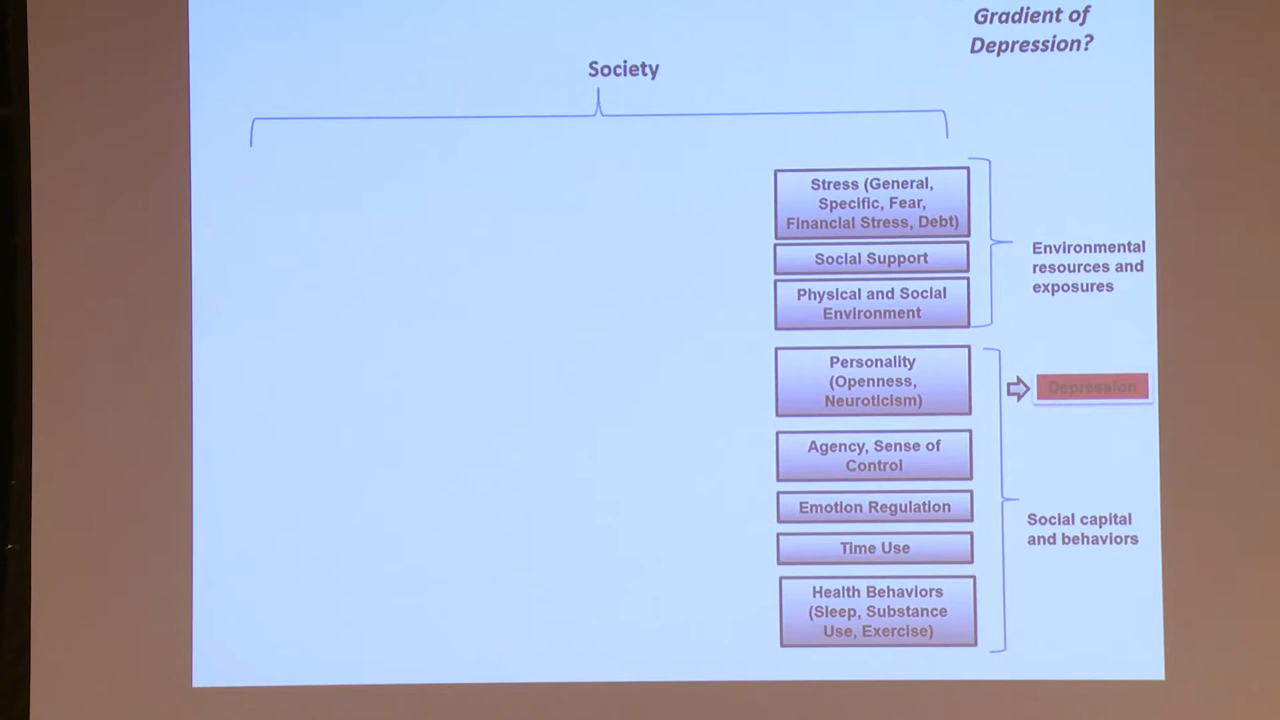 Gradient of
Depression?
Society
Stress (General,
Specific, Fear,
Financial Stress, Debt)
Social Support
Physical and Social
Environment
Environmental
resources and
exposures
Personality
(Openness,
Neuroticism)
Depression
Agency, Sense of
Control
Emotion Regulation
Time Use
Health Behaviors
(Sleep, Substance
Use, Exercise)
Social capital
and behaviors